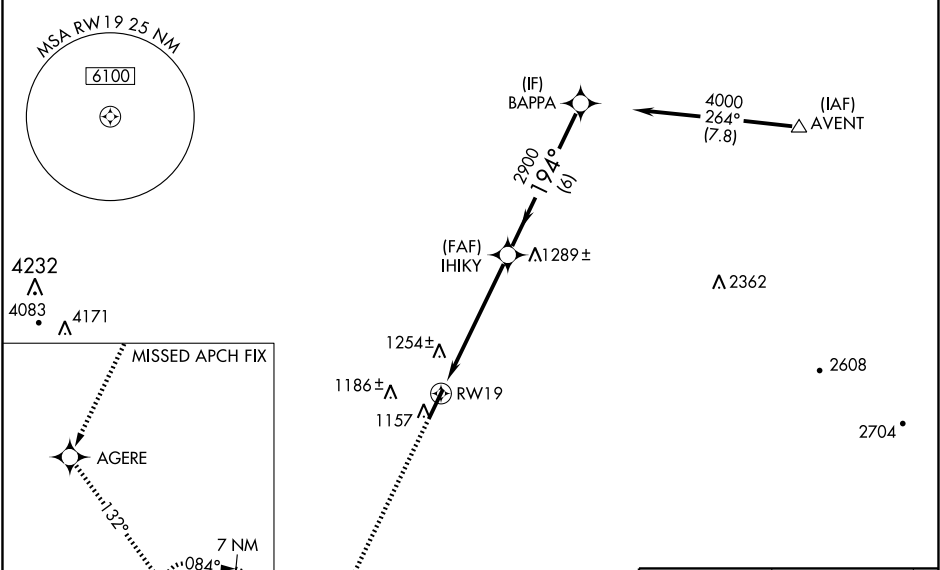 MSA RW19 25 NM
6100
(IF)
BAPPA
4000
264°
(7.8)
(IAF)
AVENT
2900
194°
(6)
(FAF)
IHIKY
1289±
4232
4083
4171
2362
MISSED APCH FIX
1254±
1186±
RW19
1157
2608
2704
AGERE
132°
7 NM
084°